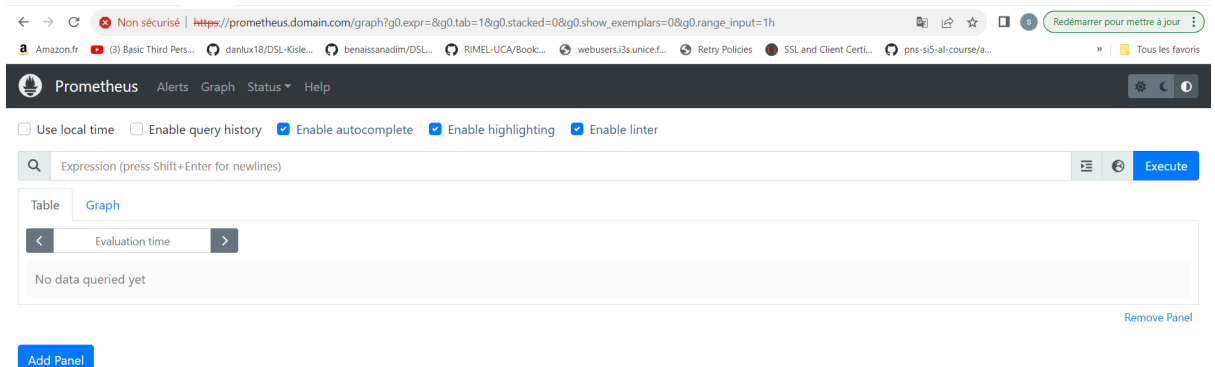 Non sécurisé | https://prometheus.domain.com/graph?g0.expr=&g0.tab=1&g0.stacked=0&g0.show_exemplars=0&g0.range_input=1h S Redémarrer pour mettre à jour
Amazon.fr (3) Basic Third Pers... danlux18/DSL-Kisle... benaissanadim/DSL... RIMEL-UCA/Book:... webusers.i3s.unice.f... Retry Policies SSL and Client Certi... pns-si5-al-course/a... » Tous les favoris
Prometheus Alerts Graph Status Help
Use local time Enable query history Enable autocomplete Enable highlighting Enable linter
Expression (press Shift+Enter for newlines) Execute
Table Graph
Evaluation time
No data queried yet
Remove Panel
Add Panel